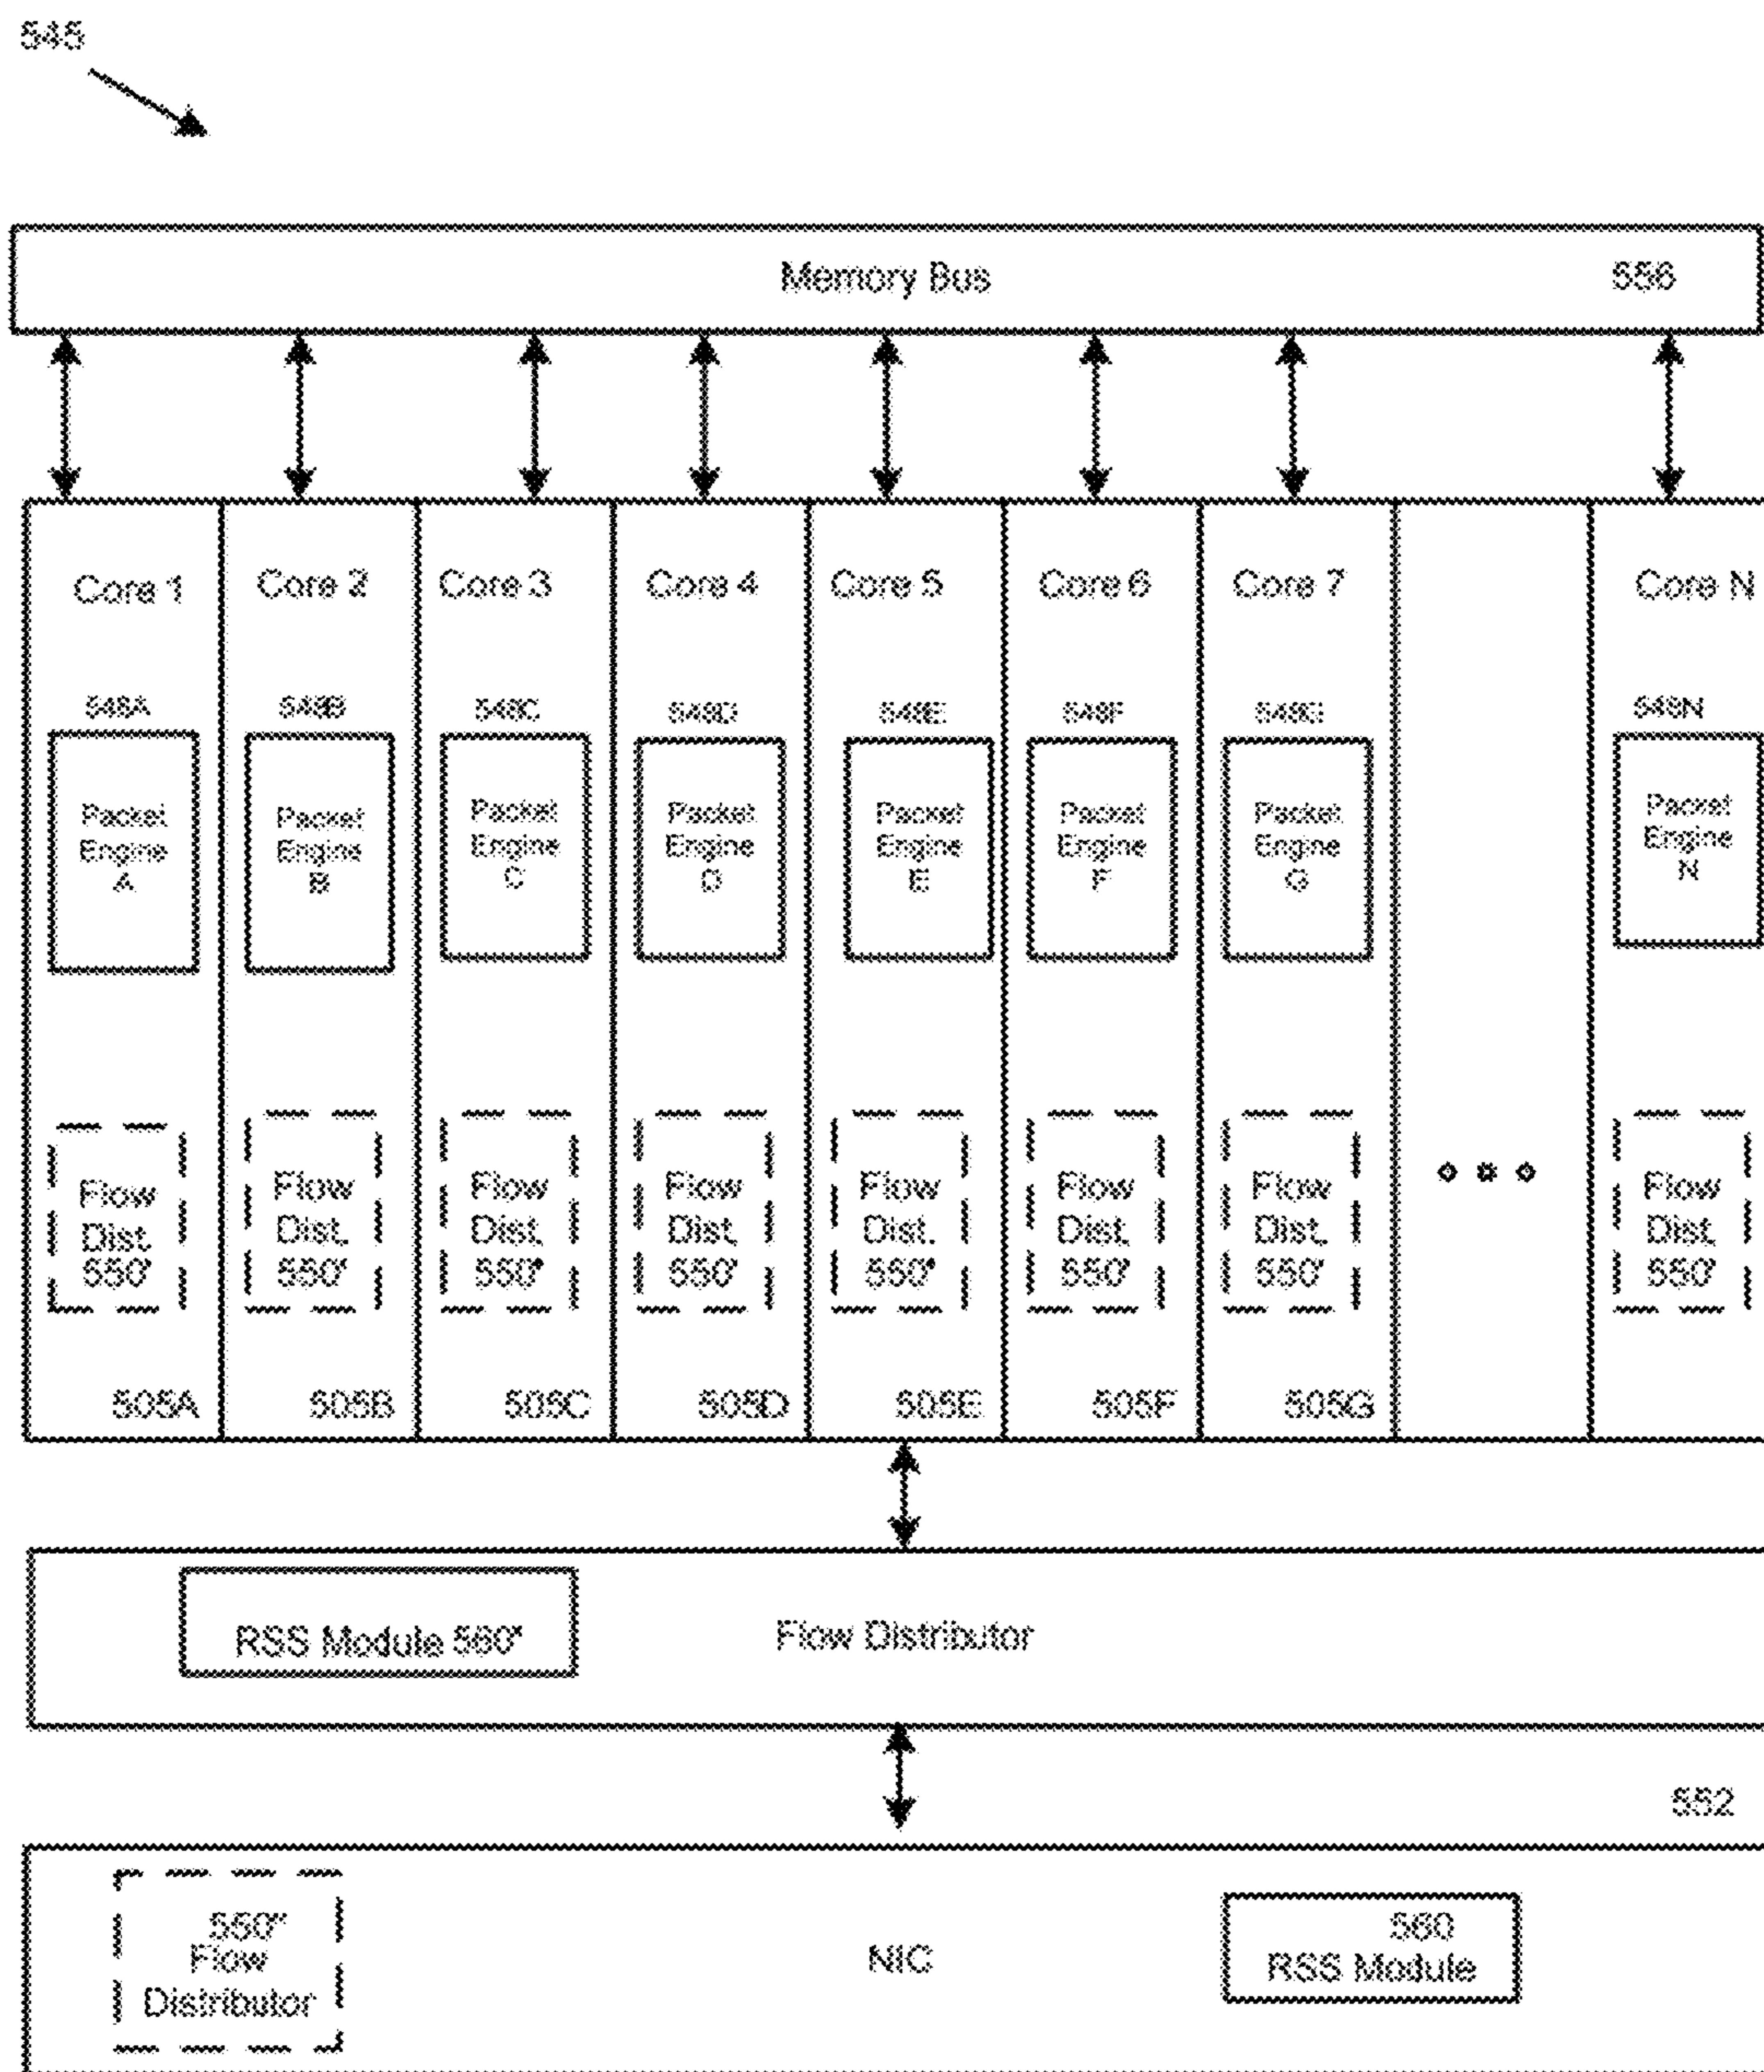 545
Memory Bus 556
Core 1 Core 2 Core 3 Core 4 Core 5 Core 6 Core 7 Core N
548A 548B 548C 548D 548E 548F 548G 548N
Packet Engine A
Packet Engine B
Packet Engine C
Packet Engine D
Packet Engine E
Packet Engine F
Packet Engine G
Packet Engine N
Flow Dist. 550'
Flow Dist. 550'
Flow Dist. 550'
Flow Dist. 550'
Flow Dist. 550'
Flow Dist. 550'
Flow Dist. 550'
Flow Dist. 550'
505A 505B 505C 505D 505E 505F 505G
RSS Module 560"
Flow Distributor
552
550"
Flow
Distributor
NIC
560
RSS Module